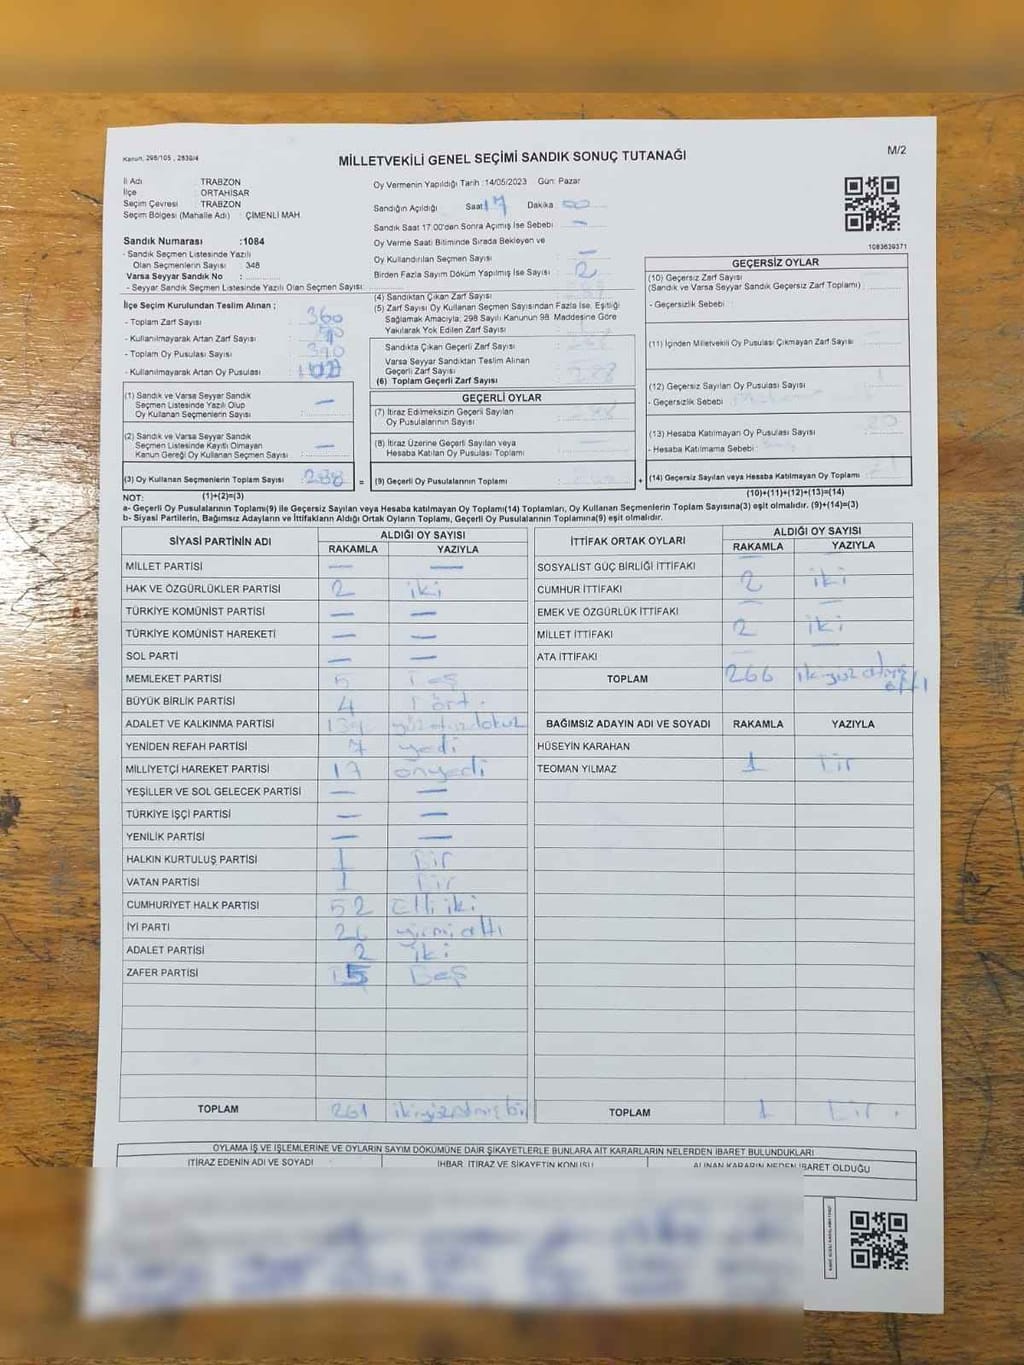 Kanun, 298/105 , 2839/4
MİLLETVEKİLİ GENEL SEÇİMİ SANDIK SONUÇ TUTANAĞI
M/2
İl Adı : TRABZON
İlçe : ORTAHİSAR
Seçim Çevresi : TRABZON
Seçim Bölgesi (Mahalle Adı) : ÇİMENLİ MAH.
Oy Vermenin Yapıldığı Tarih :14/05/2023 Gün: Pazar
Sandığın Açıldığı Saat 17 Dakika 00
Sandık Saat 17.00'den Sonra Açımış İse Sebebi : —
Oy Verme Saati Bitiminde Sırada Bekleyen ve
Oy Kullandırılan Seçmen Sayısı : —
Birden Fazla Sayım Döküm Yapılmış İse Sayısı : 2
1083639371
Sandık Numarası :1084
- Sandık Seçmen Listesinde Yazılı
Olan Seçmenlerin Sayısı : 348
Varsa Seyyar Sandık No :
- Seyyar Sandık Seçmen Listesinde Yazılı Olan Seçmen Sayısı:
İlçe Seçim Kurulundan Teslim Alınan ;
- Toplam Zarf Sayısı : 360
- Kullanılmayarak Artan Zarf Sayısı :
- Toplam Oy Pusulası Sayısı : 390
- Kullanılmayarak Artan Oy Pusulası : 102
(1) Sandık ve Varsa Seyyar Sandık
Seçmen Listesinde Yazılı Olup
Oy Kullanan Seçmenlerin Sayısı : —
(2) Sandık ve Varsa Seyyar Sandık
Seçmen Listesinde Kayıtlı Olmayan
Kanun Gereği Oy Kullanan Seçmen Sayısı : —
(3) Oy Kullanan Seçmenlerin Toplam Sayısı : 288 =
(4) Sandıktan Çıkan Zarf Sayısı :
(5) Zarf Sayısı Oy Kullanan Seçmen Sayısından Fazla İse, Eşitliği
Sağlamak Amacıyla; 298 Sayılı Kanunun 98. Maddesine Göre
Yakılarak Yok Edilen Zarf Sayısı :
Sandıkta Çıkan Geçerli Zarf Sayısı :
Varsa Seyyar Sandıktan Teslim Alınan
Geçerli Zarf Sayısı :
(6) Toplam Geçerli Zarf Sayısı : 288
GEÇERLİ OYLAR
(7) İtiraz Edilmeksizin Geçerli Sayılan
Oy Pusulalarının Sayısı :
(8) İtiraz Üzerine Geçerli Sayılan veya
Hesaba Katılan Oy Pusulası Toplamı :
(9) Geçerli Oy Pusulalarının Toplamı : +
GEÇERSİZ OYLAR
(10) Geçersiz Zarf Sayısı
(Sandık ve Varsa Seyyar Sandık Geçersiz Zarf Toplamı) :
- Geçersizlik Sebebi :
(11) İçinden Milletvekili Oy Pusulası Çıkmayan Zarf Sayısı :
(12) Geçersiz Sayılan Oy Pusulası Sayısı :
- Geçersizlik Sebebi :
(13) Hesaba Katılmayan Oy Pusulası Sayısı : 20
- Hesaba Katılmama Sebebi :
(14) Geçersiz Sayılan veya Hesaba Katılmayan Oy Toplamı :
NOT: (1)+(2)=(3)
(10)+(11)+(12)+(13)=(14)
a- Geçerli Oy Pusulasının Toplamı(9) ile Geçersiz Sayılan veya Hesaba katılmayan Oy Toplamı(14) Toplamları, Oy Kullanan Seçmenlerin Toplam Sayısına(3) eşit olmalıdır. (9)+(14)=(3)
b- Siyasi Partilerin, Bağımsız Adayların ve İttifakların Aldığı Ortak Oyların Toplamı, Geçerli Oy Pusulalarının Toplamına(9) eşit olmalıdır.
SİYASİ PARTİNİN ADI ALDIĞI OY SAYISI
RAKAMLA YAZIYLA
MİLLET PARTİSİ — —
HAK VE ÖZGÜRLÜKLER PARTİSİ 2 iki
TÜRKİYE KOMÜNİST PARTİSİ — —
TÜRKİYE KOMÜNİST HAREKETİ — —
SOL PARTİ — —
MEMLEKET PARTİSİ 5 Beş
BÜYÜK BİRLİK PARTİSİ 4 Dört
ADALET VE KALKINMA PARTİSİ 139 yüzotuzdokuz
YENİDEN REFAH PARTİSİ 7 yedi
MİLLİYETÇİ HAREKET PARTİSİ 17 onyedi
YEŞİLLER VE SOL GELECEK PARTİSİ — —
TÜRKİYE İŞÇİ PARTİSİ — —
YENİLİK PARTİSİ — —
HALKIN KURTULUŞ PARTİSİ 1 Bir
VATAN PARTİSİ 1 Bir
CUMHURİYET HALK PARTİSİ 52 Elli iki
İYİ PARTİ 26 yirmi altı
ADALET PARTİSİ 2 iki
ZAFER PARTİSİ 5 Beş
TOPLAM 261 ikiyüzatmışbir
İTTİFAK ORTAK OYLARI ALDIĞI OY SAYISI
RAKAMLA YAZIYLA
SOSYALİST GÜÇ BİRLİĞİ İTTİFAKI —
CUMHUR İTTİFAKI 2 iki
EMEK VE ÖZGÜRLÜK İTTİFAKI — —
MİLLET İTTİFAKI 2 iki
ATA İTTİFAKI — —
TOPLAM 266 ikiyüz atmış altı
BAĞIMSIZ ADAYIN ADI VE SOYADI RAKAMLA YAZIYLA
HÜSEYİN KARAHAN
TEOMAN YILMAZ 1 Bir
TOPLAM 1 Bir
OYLAMA İŞ VE İŞLEMLERİNE VE OYLARIN SAYIM DÖKÜMÜNE DAİR ŞİKAYETLERLE BUNLARA AİT KARARLARIN NELERDEN İBARET BULUNDUKLARI
İTİRAZ EDENİN ADI VE SOYADI İHBAR, İTİRAZ VE ŞİKAYETİN KONUSU ALINAN KARARIN NEDEN İBARET OLDUĞU